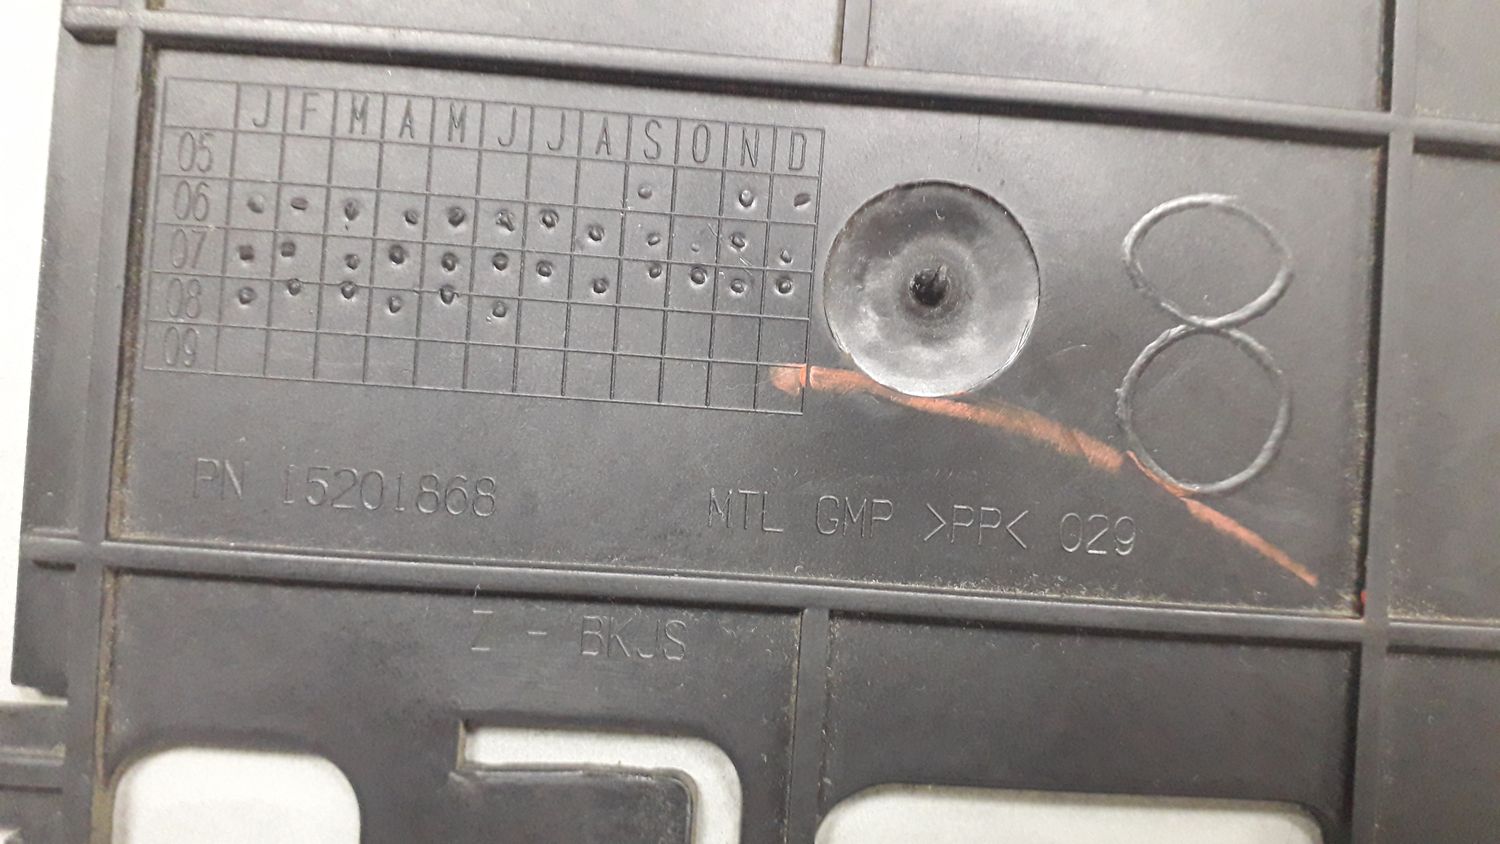 J F M A M J J A S O N D
05
06
07
08
09
8
PN 15201868
MTL GMP >PP< 029
Z - BKJS